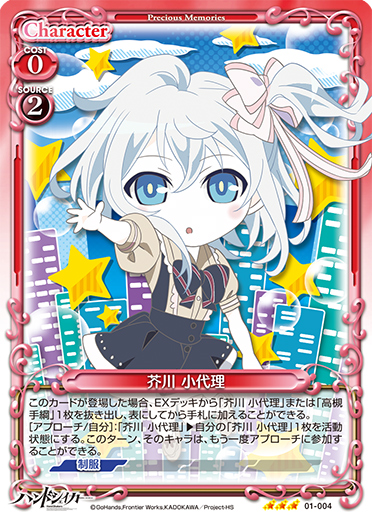 Precious Memories
Character
COST
0
SOURCE
2
芥川 小代理
このカードが登場した場合、EXデッキから「芥川 小代理」または「高槻
手綱」1枚を抜き出し、表にしてから手札に加えることができる。
[アプローチ/自分]:「芥川 小代理」▶自分の「芥川 小代理」1枚を活動
状態にする。このターン、そのキャラは、もう一度アプローチに参加す
ることができる。
制服
ハンドシェイカー
©GoHands,Frontier Works,KADOKAWA／Project-HS
★★★ 01-004